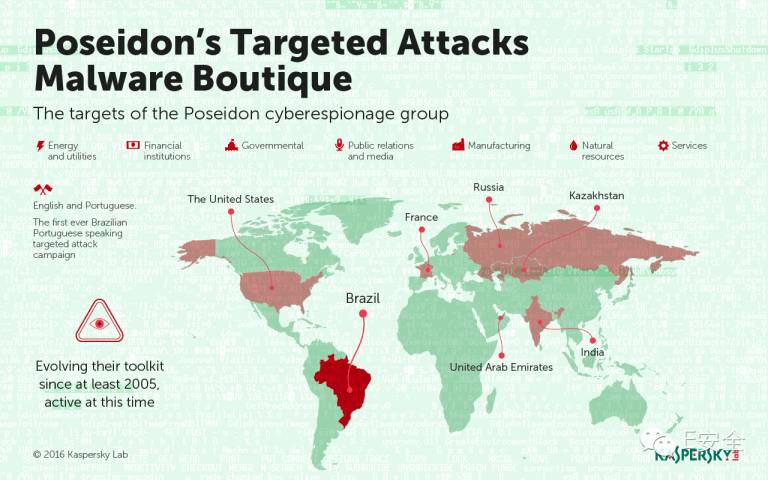 Poseidon's Targeted Attacks
Malware Boutique
The targets of the Poseidon cyberespionage group
Energy
and utilities
Financial
institutions
Governmental
Public relations
and media
Manufacturing
Natural
resources
Services
English and Portuguese.
The first ever Brazilian
Portuguese speaking
targeted attack
campaign
The United States
France
Russia
Kazakhstan
Brazil
United Arab Emirates
India
Evolving their toolkit
since at least 2005,
active at this time
© 2016 Kaspersky Lab
E安全
KASPERSKY lab